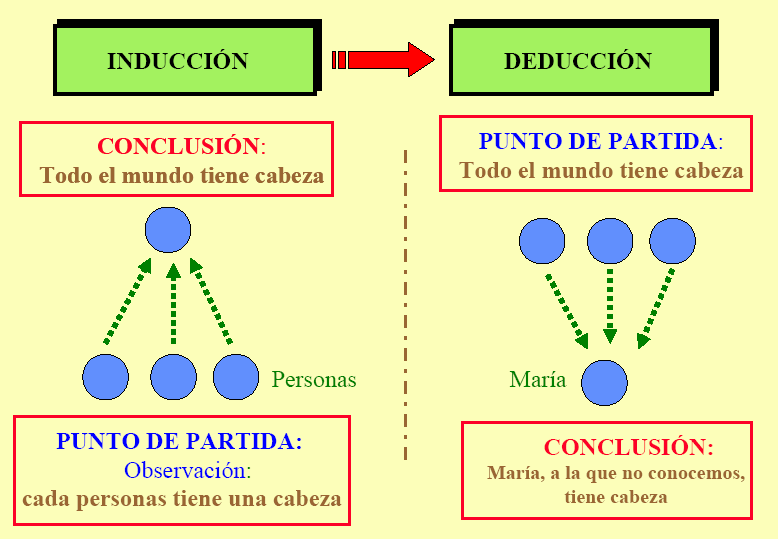 INDUCCIÓN
DEDUCCIÓN
CONCLUSIÓN:
Todo el mundo tiene cabeza
Personas
PUNTO DE PARTIDA:
Observación:
cada personas tiene una cabeza
PUNTO DE PARTIDA:
Todo el mundo tiene cabeza
María
CONCLUSIÓN:
María, a la que no conocemos,
tiene cabeza